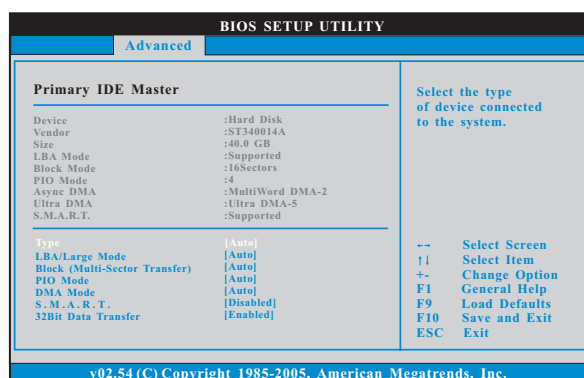 BIOS SETUP UTILITY
Advanced
Primary IDE Master
Device :Hard Disk
Vendor :ST340014A
Size :40.0 GB
LBA Mode :Supported
Block Mode :16Sectors
PIO Mode :4
Async DMA :MultiWord DMA-2
Ultra DMA :Ultra DMA-5
S.M.A.R.T. :Supported
Type [Auto]
LBA/Large Mode [Auto]
Block (Multi-Sector Transfer) [Auto]
PIO Mode [Auto]
DMA Mode [Auto]
S.M.A.R.T. [Disabled]
32Bit Data Transfer [Enabled]
Select the type
of device connected
to the system.
←→ Select Screen
↑↓ Select Item
+- Change Option
F1 General Help
F9 Load Defaults
F10 Save and Exit
ESC Exit
v02.54 (C) Copyright 1985-2005, American Megatrends, Inc.